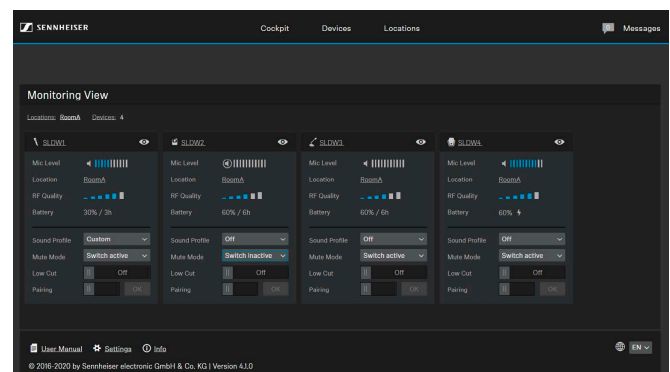 SENNHEISER Cockpit Devices Locations Messages
Monitoring View
Locations: RoomA Devices: 4
SLDW1 SLDW2 SLDW3 SLDW4
Mic Level Mic Level Mic Level Mic Level
Location RoomA Location RoomA Location RoomA Location RoomA
RF Quality RF Quality RF Quality RF Quality
Battery 30% / 3h Battery 60% / 6h Battery 60% / 6h Battery 60%
Sound Profile Custom Sound Profile Off Sound Profile Off Sound Profile Off
Mute Mode Switch active Mute Mode Switch inactive Mute Mode Switch active Mute Mode Switch active
Low Cut Off Low Cut Off Low Cut Off Low Cut Off
Pairing OK Pairing OK Pairing OK Pairing OK
User Manual Settings Info EN
© 2016-2020 by Sennheiser electronic GmbH & Co. KG | Version 4.1.0